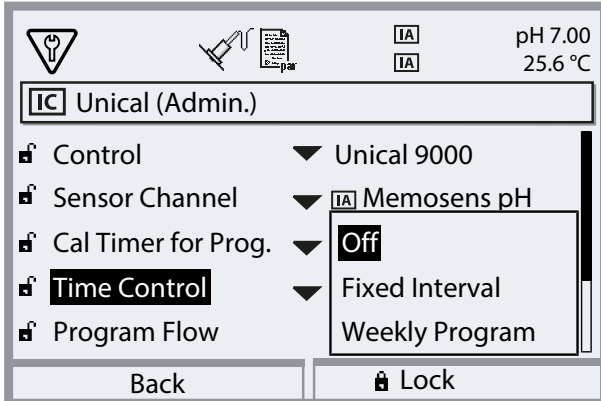 par
IA pH 7.00
IA 25.6 °C
IC Unical (Admin.)
Control Unical 9000
Sensor Channel IA Memosens pH
Cal Timer for Prog. Off
Time Control Fixed Interval
Program Flow Weekly Program
Back Lock